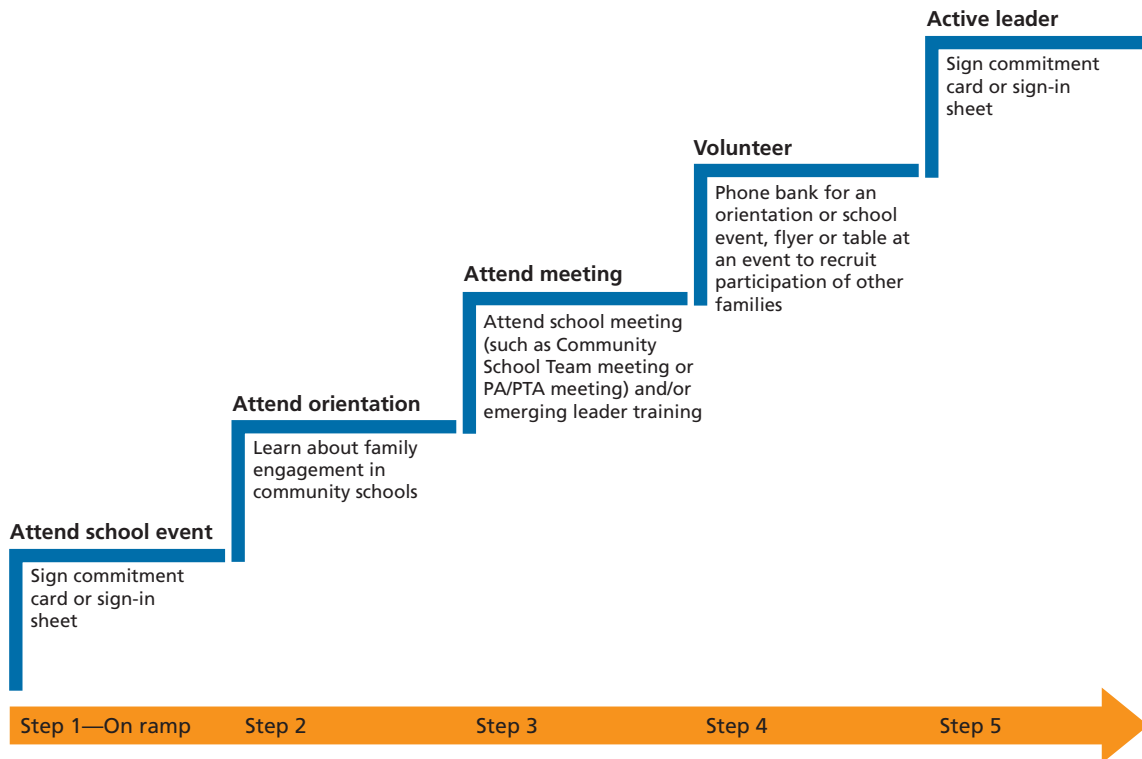 Active leader
Sign commitment
card or sign-in
sheet
Volunteer
Phone bank for an
orientation or school
event, flyer or table at
an event to recruit
participation of other
families
Attend meeting
Attend school meeting
(such as Community
School Team meeting or
PA/PTA meeting) and/or
emerging leader training
Attend orientation
Learn about family
engagement in
community schools
Attend school event
Sign commitment
card or sign-in
sheet
Step 1—On ramp
Step 2
Step 3
Step 4
Step 5